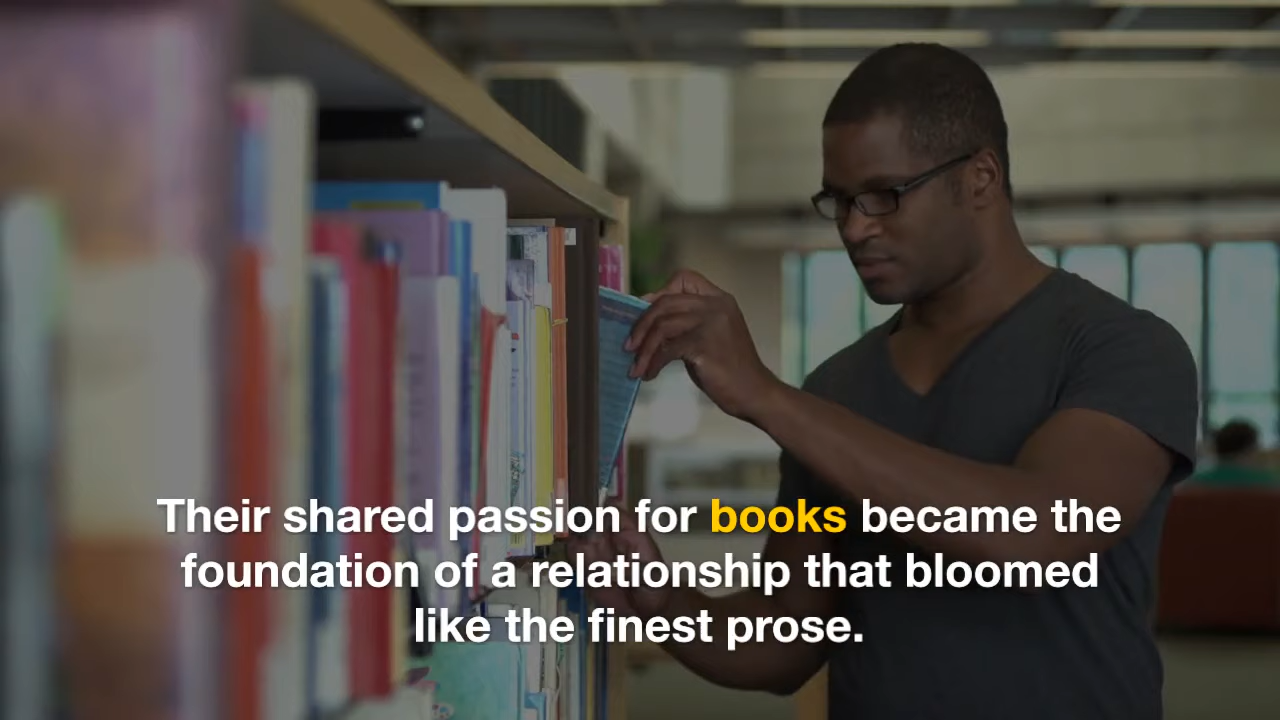 Their shared passion for books became the
foundation of a relationship that bloomed
like the finest prose.